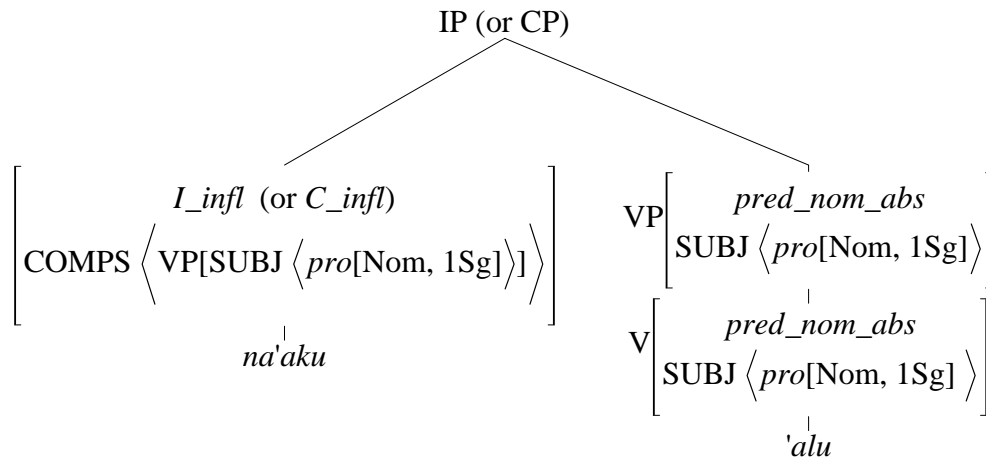 IP (or CP)
I_infl (or C_infl)
COMPS ⟨VP[SUBJ ⟨pro[Nom, 1Sg]⟩]⟩
na'aku
VP
pred_nom_abs
SUBJ ⟨pro[Nom, 1Sg]⟩
V
pred_nom_abs
SUBJ ⟨pro[Nom, 1Sg] ⟩
'alu